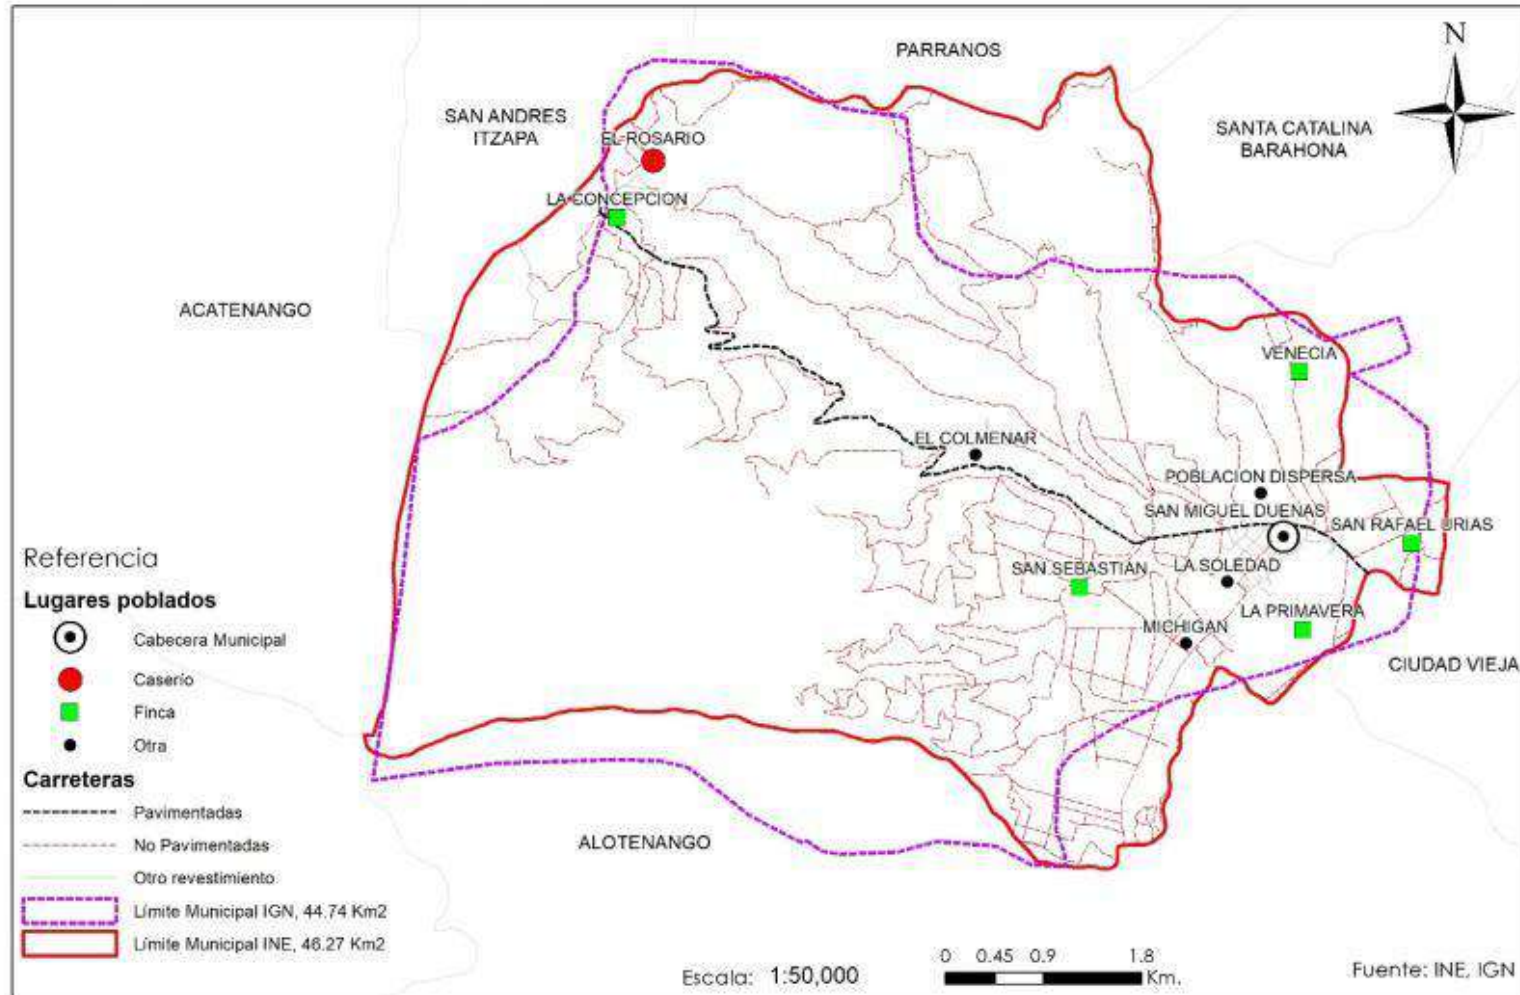 PARRANOS
N
SAN ANDRES
ITZAPA
SANTA CATALINA
BARAHONA
EL ROSARIO
LA CONCEPCION
ACATENANGO
VENECIA
EL COLMENAR
POBLACION DISPERSA
SAN MIGUEL DUENAS
SAN RAFAEL URIAS
SAN SEBASTIAN
LA SOLEDAD
LA PRIMAVERA
MICHIGAN
CIUDAD VIEJA
ALOTENANGO
Referencia
Lugares poblados
Cabecera Municipal
Caserío
Finca
Otra
Carreteras
Pavimentadas
No Pavimentadas
Otro revestimiento
Límite Municipal IGN, 44.74 Km2
Límite Municipal INE, 46.27 Km2
Escala: 1:50,000
0 0.45 0.9 1.8
Km.
Fuente: INE, IGN